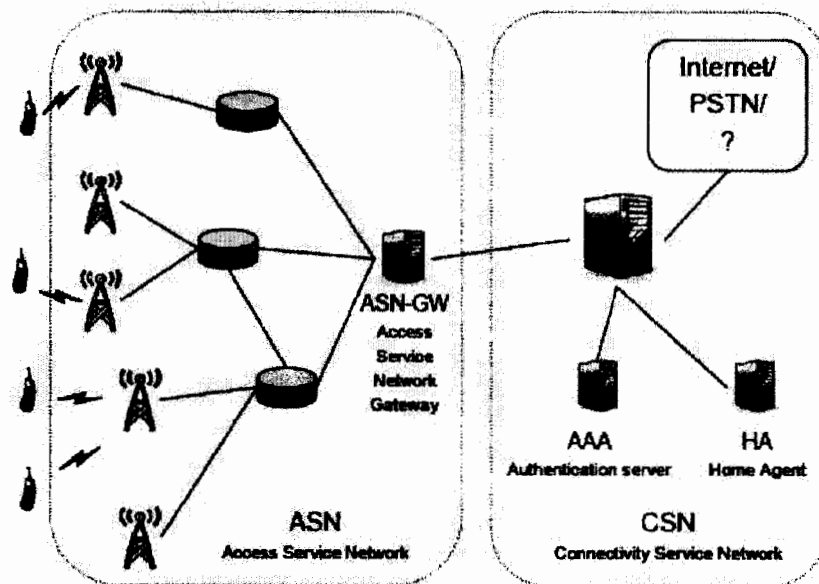 Internet/
PSTN/
?
ASN-GW
Access
Service
Network
Gateway
AAA
Authentication server
HA
Home Agent
ASN
Access Service Network
CSN
Connectivity Service Network